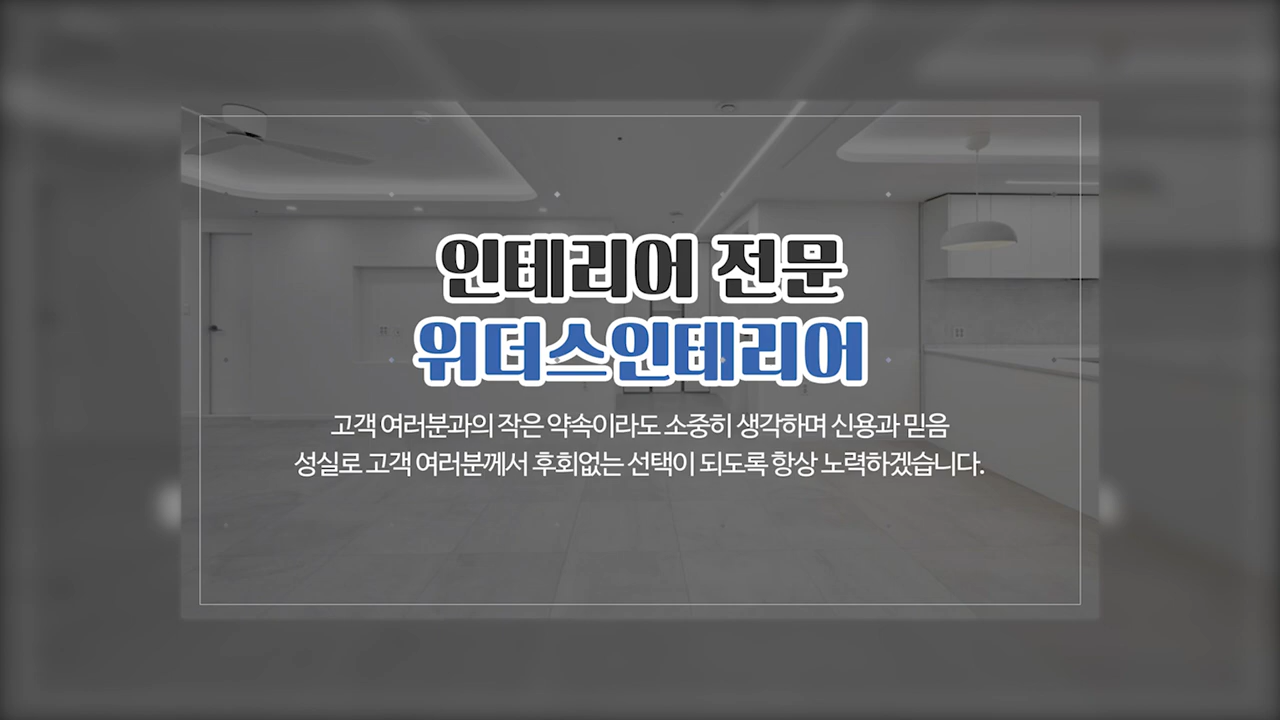 인테리어 전문
위더스인테리어
고객 여러분과의 작은 약속이라도 소중히 생각하며 신용과 믿음
성실로 고객 여러분께서 후회없는 선택이 되도록 항상 노력하겠습니다.